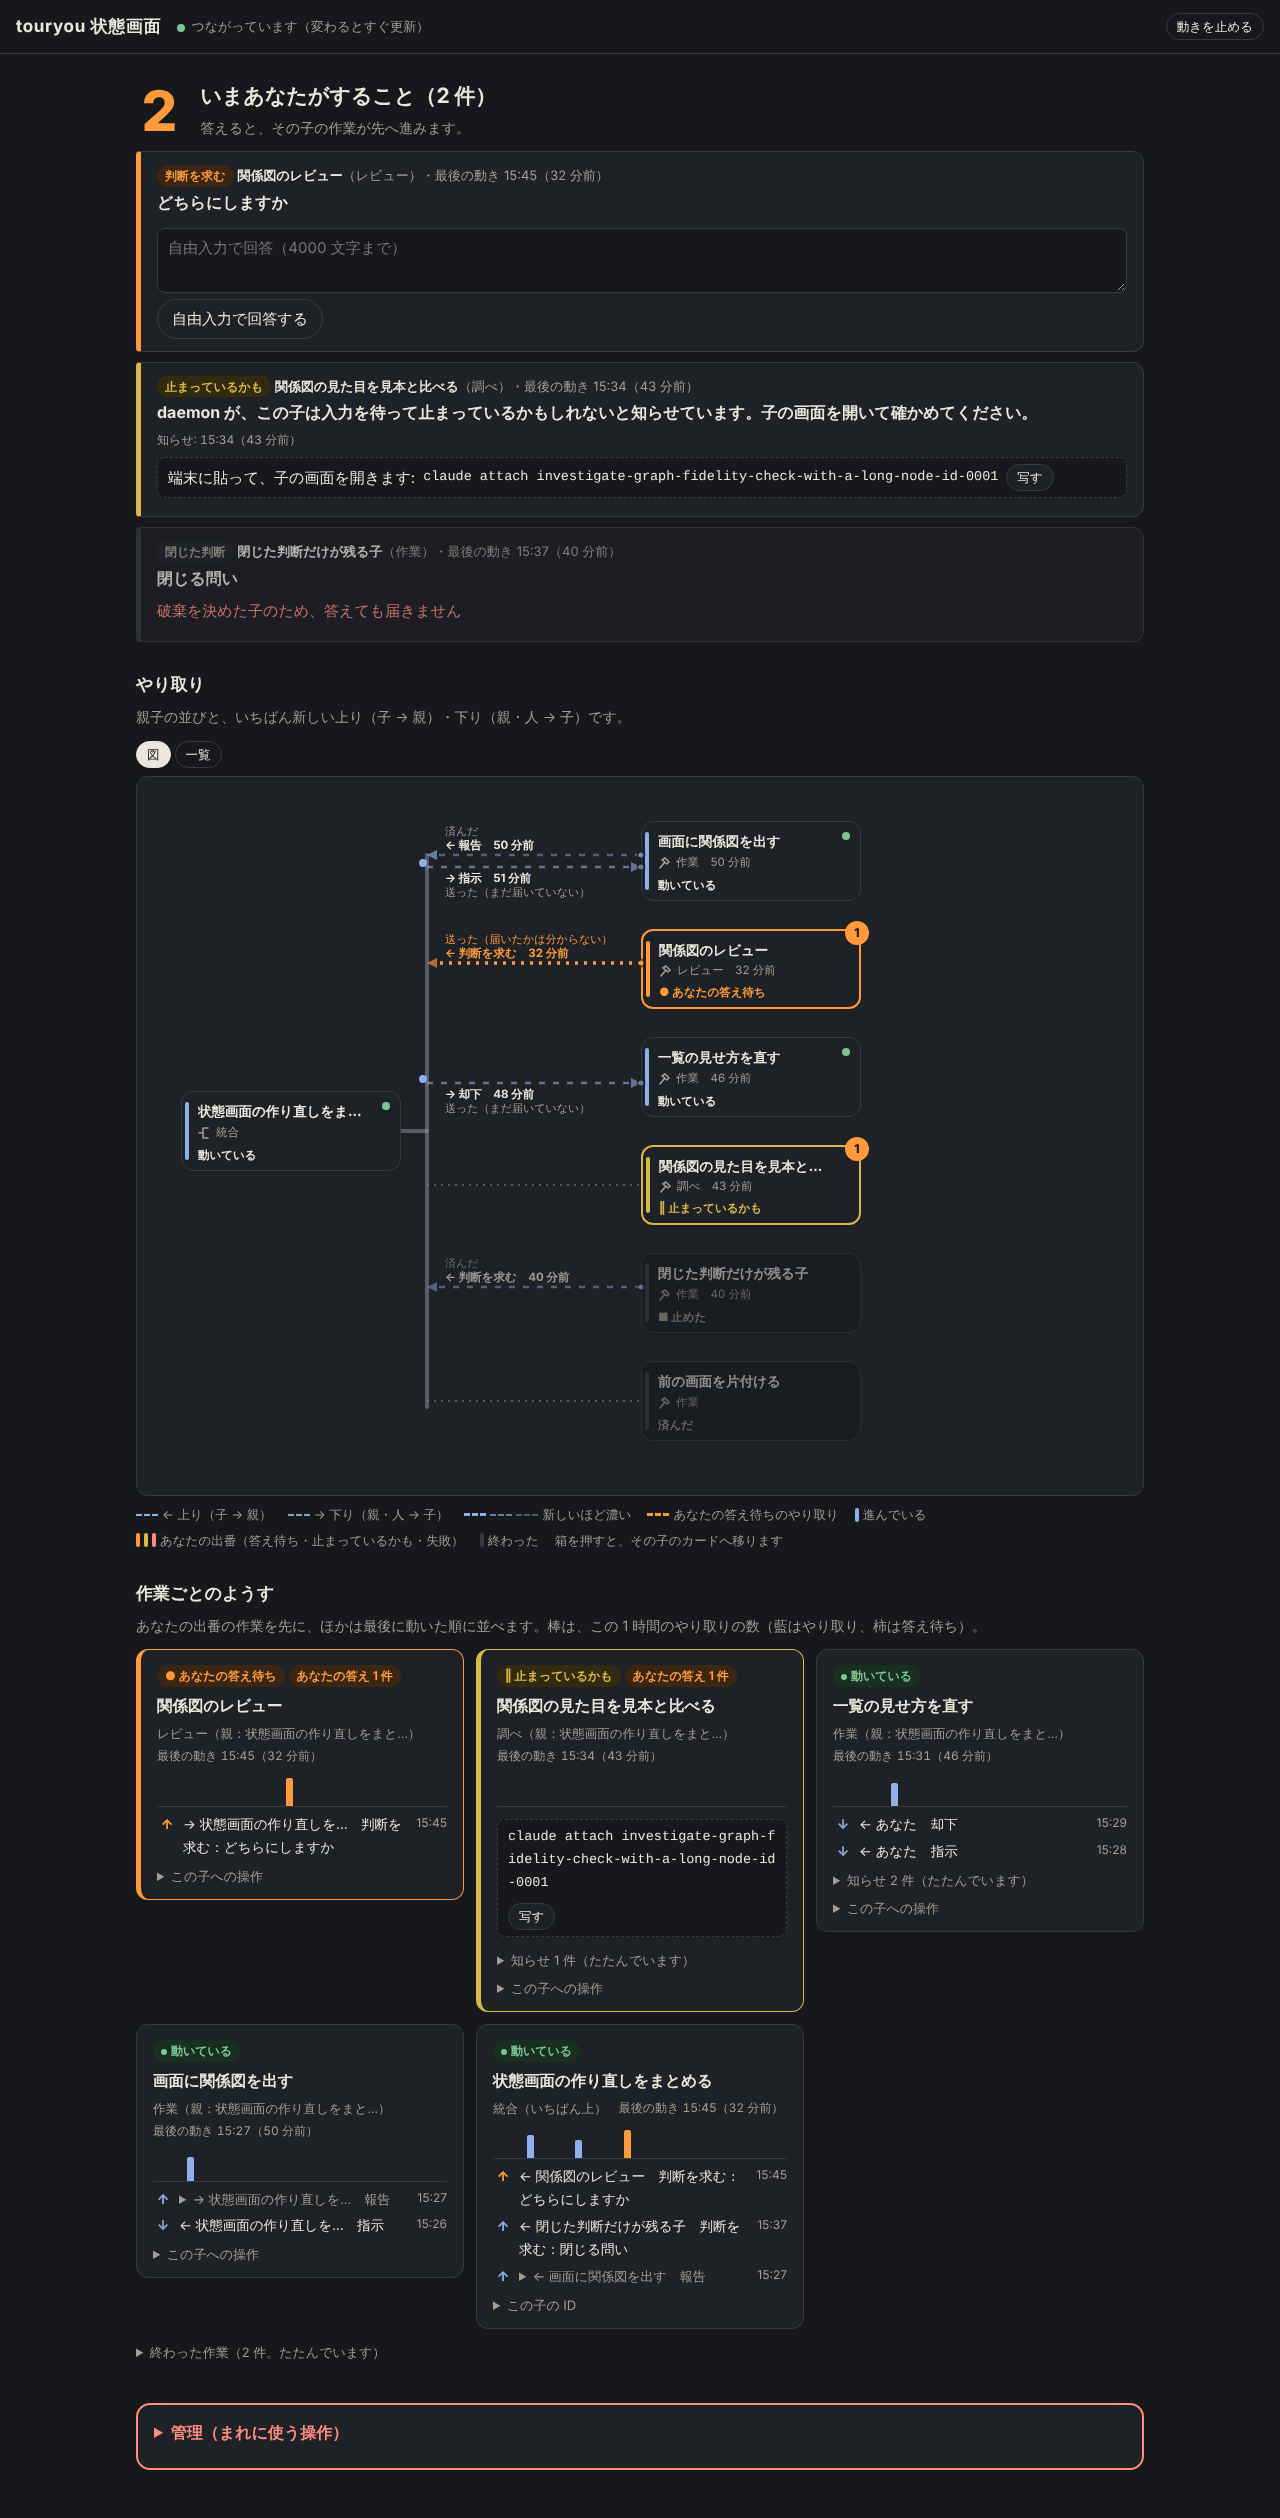 touryou 状態画面
つながっています（変わるとすぐ更新）
動きを止める
2
いまあなたがすること（2 件）
答えると、その子の作業が先へ進みます。
判断を求む 関係図のレビュー（レビュー）・最後の動き 15:45（32 分前）
どちらにしますか
自由入力で回答（4000 文字まで）
自由入力で回答する
止まっているかも 関係図の見た目を見本と比べる（調べ）・最後の動き 15:34（43 分前）
daemon が、この子は入力を待って止まっているかもしれないと知らせています。子の画面を開いて確かめてください。
知らせ: 15:34（43 分前）
端末に貼って、子の画面を開きます: claude attach investigate-graph-fidelity-check-with-a-long-node-id-0001 写す
閉じた判断 閉じた判断だけが残る子（作業）・最後の動き 15:37（40 分前）
閉じる問い
破棄を決めた子のため、答えても届きません
やり取り
親子の並びと、いちばん新しい上り（子 → 親）・下り（親・人 → 子）です。
図 一覧
済んだ
← 報告 50 分前
→ 指示 51 分前
送った（まだ届いていない）
画面に関係図を出す
作業 50 分前
動いている
送った（届いたかは分からない）
← 判断を求む 32 分前
1
関係図のレビュー
レビュー 32 分前
● あなたの答え待ち
→ 却下 48 分前
送った（まだ届いていない）
一覧の見せ方を直す
作業 46 分前
動いている
状態画面の作り直しをま…
統合
動いている
1
関係図の見た目を見本と…
調べ 43 分前
‖ 止まっているかも
済んだ
← 判断を求む 40 分前
閉じた判断だけが残る子
作業 40 分前
■ 止めた
前の画面を片付ける
作業
済んだ
← 上り（子 → 親） → 下り（親・人 → 子） 新しいほど濃い あなたの答え待ちのやり取り 進んでいる
あなたの出番（答え待ち・止まっているかも・失敗） 終わった 箱を押すと、その子のカードへ移ります
作業ごとのようす
あなたの出番の作業を先に、ほかは最後に動いた順に並べます。棒は、この 1 時間のやり取りの数（藍はやり取り、柿は答え待ち）。
● あなたの答え待ち あなたの答え 1 件
関係図のレビュー
レビュー（親：状態画面の作り直しをまと…）
最後の動き 15:45（32 分前）
↑ → 状態画面の作り直しを… 判断を 15:45
求む：どちらにしますか
▶ この子への操作
‖ 止まっているかも あなたの答え 1 件
関係図の見た目を見本と比べる
調べ（親：状態画面の作り直しをまと…）
最後の動き 15:34（43 分前）
claude attach investigate-graph-f
idelity-check-with-a-long-node-id
-0001
写す
▶ 知らせ 1 件（たたんでいます）
▶ この子への操作
● 動いている
一覧の見せ方を直す
作業（親：状態画面の作り直しをまと…）
最後の動き 15:31（46 分前）
↓ ← あなた 却下 15:29
↓ ← あなた 指示 15:28
▶ 知らせ 2 件（たたんでいます）
▶ この子への操作
● 動いている
画面に関係図を出す
作業（親：状態画面の作り直しをまと…）
最後の動き 15:27（50 分前）
↑ ▶ → 状態画面の作り直しを… 報告 15:27
↓ ← 状態画面の作り直しを… 指示 15:26
▶ この子への操作
● 動いている
状態画面の作り直しをまとめる
統合（いちばん上） 最後の動き 15:45（32 分前）
↑ ← 関係図のレビュー 判断を求む： 15:45
どちらにしますか
↑ ← 閉じた判断だけが残る子 判断を 15:37
求む：閉じる問い
↑ ▶ ← 画面に関係図を出す 報告 15:27
▶ この子の ID
▶ 終わった作業（2 件。たたんでいます）
▶ 管理（まれに使う操作）